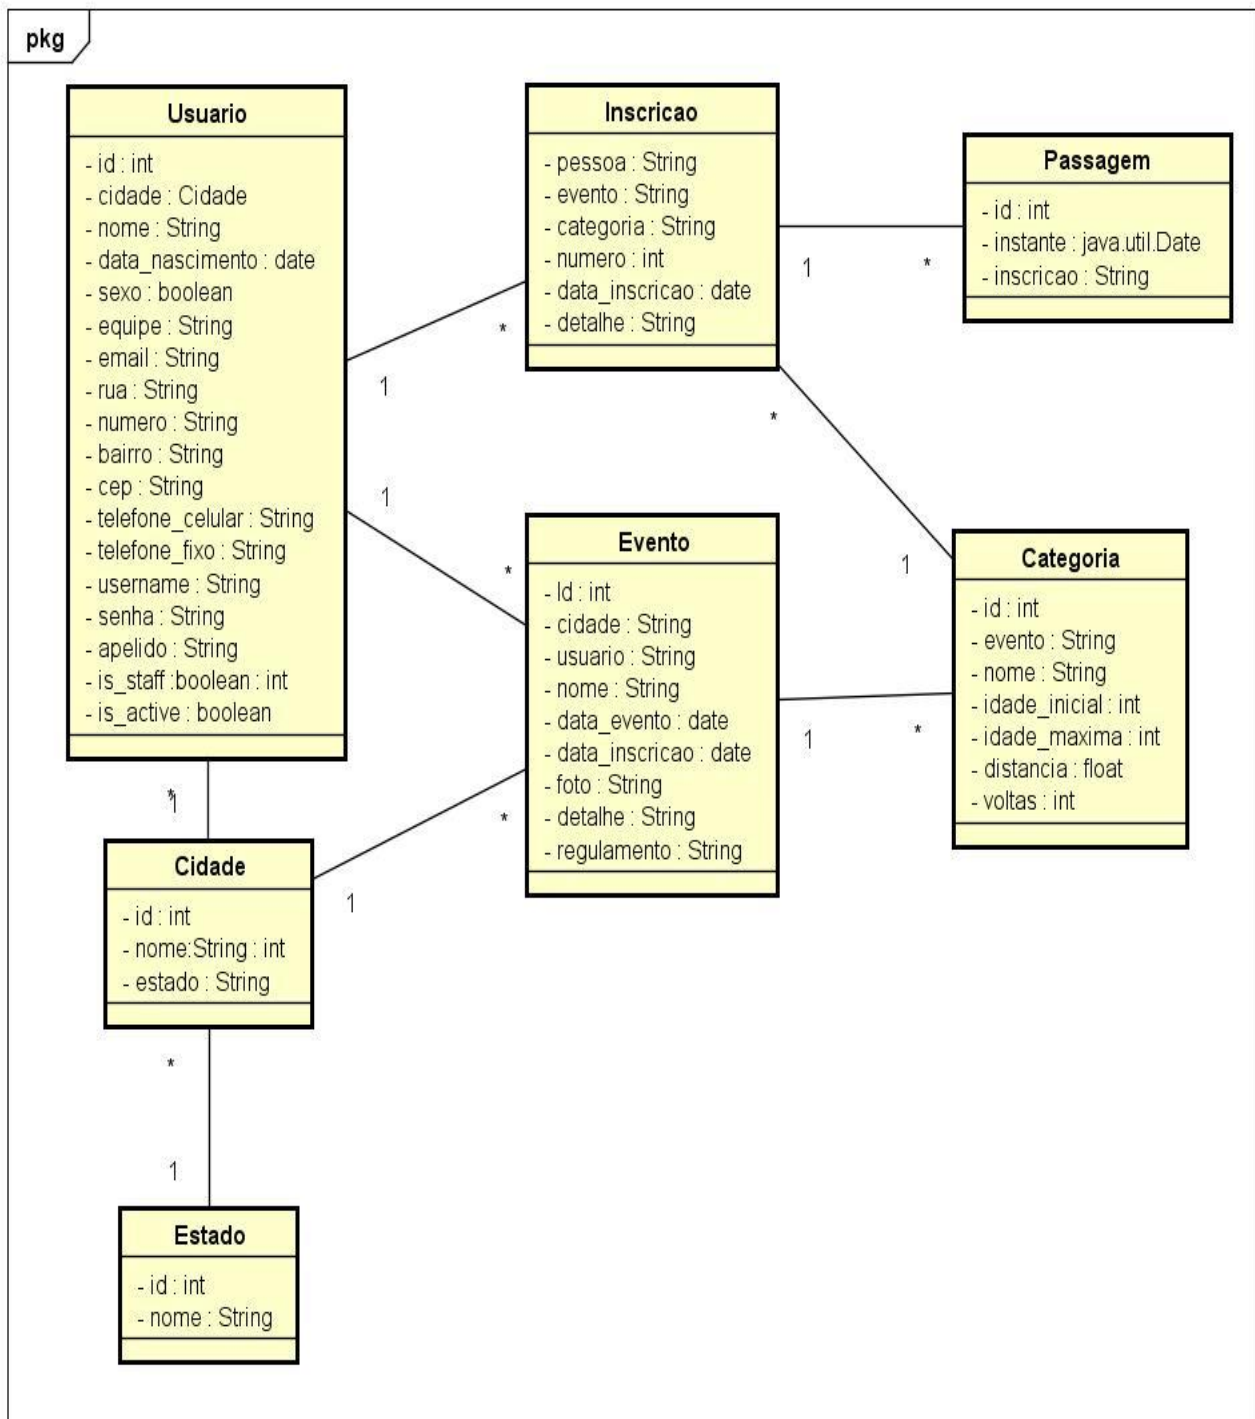 pkg
Usuario
- id : int
- cidade : Cidade
- nome : String
- data_nascimento : date
- sexo : boolean
- equipe : String
- email : String
- rua : String
- numero : String
- bairro : String
- cep : String
- telefone_celular : String
- telefone_fixo : String
- username : String
- senha : String
- apelido : String
- is_staff :boolean : int
- is_active : boolean
Inscricao
- pessoa : String
- evento : String
- categoria : String
- numero : int
- data_inscricao : date
- detalhe : String
Passagem
- id : int
- instante : java.util.Date
- inscricao : String
1
*
1
*
*
1
1
*
Evento
- Id : int
- cidade : String
- usuario : String
- nome : String
- data_evento : date
- data_inscricao : date
- foto : String
- detalhe : String
- regulamento : String
Categoria
- id : int
- evento : String
- nome : String
- idade_inicial : int
- idade_maxima : int
- distancia : float
- voltas : int
1
*
*
1
*
1
Cidade
- id : int
- nome:String : int
- estado : String
*
1
Estado
- id : int
- nome : String